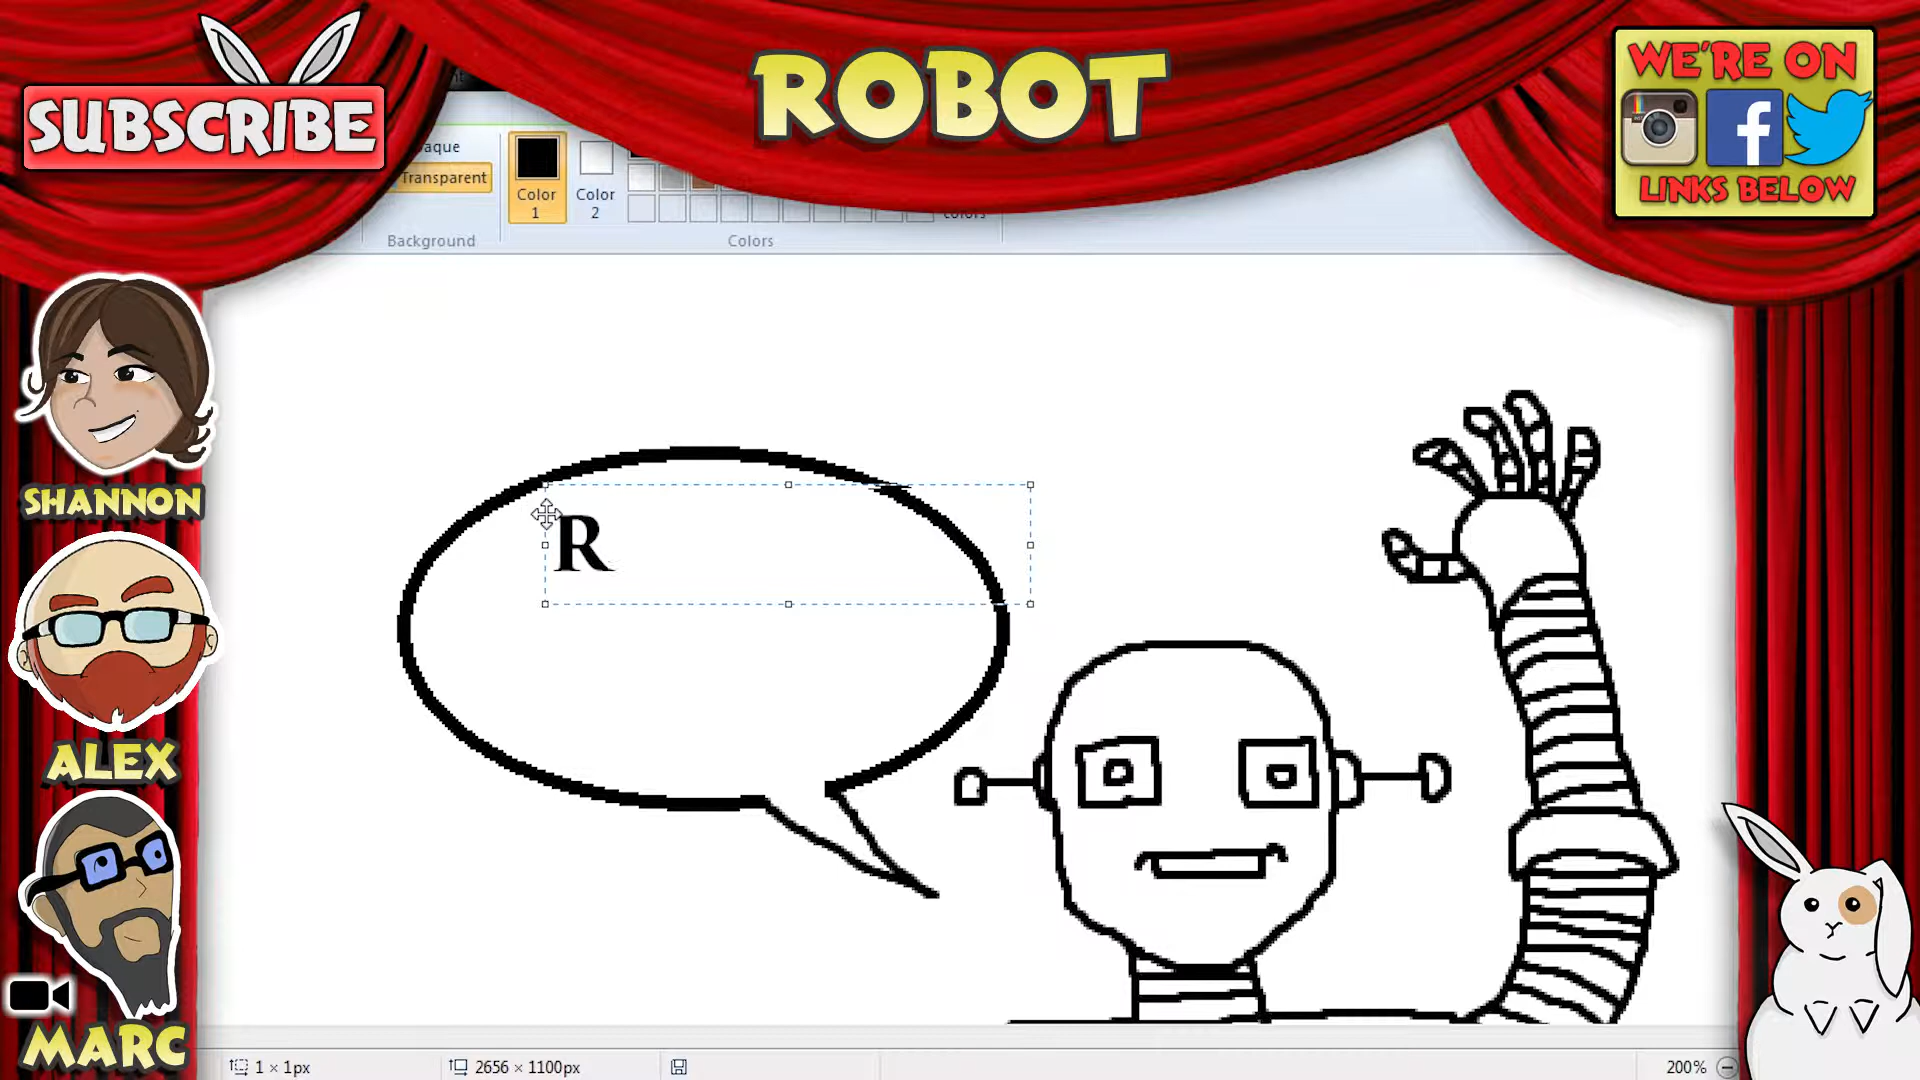 ROBOT
SUBSCRIBE
WE'RE ON
LINKS BELOW
Transparent
Color
1
Color
2
Background
Colors
R
SHANNON
ALEX
MARC
1 × 1px
2656 × 1100px
200%